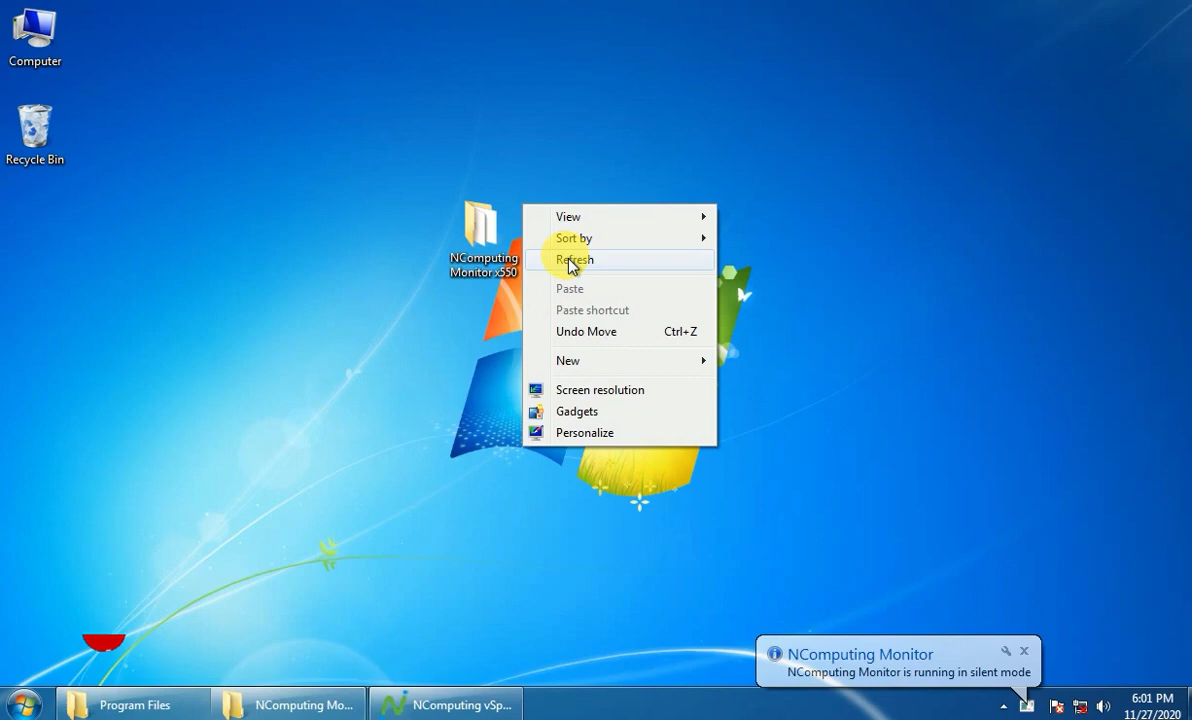 Computer
Recycle Bin
NComputing
Monitor x550
View
Sort by
Refresh
Paste
Paste shortcut
Undo Move Ctrl+Z
New
Screen resolution
Gadgets
Personalize
NComputing Monitor
NComputing Monitor is running in silent mode
Program Files
NComputing Mo...
NComputing vSp...
6:01 PM
11/27/2020